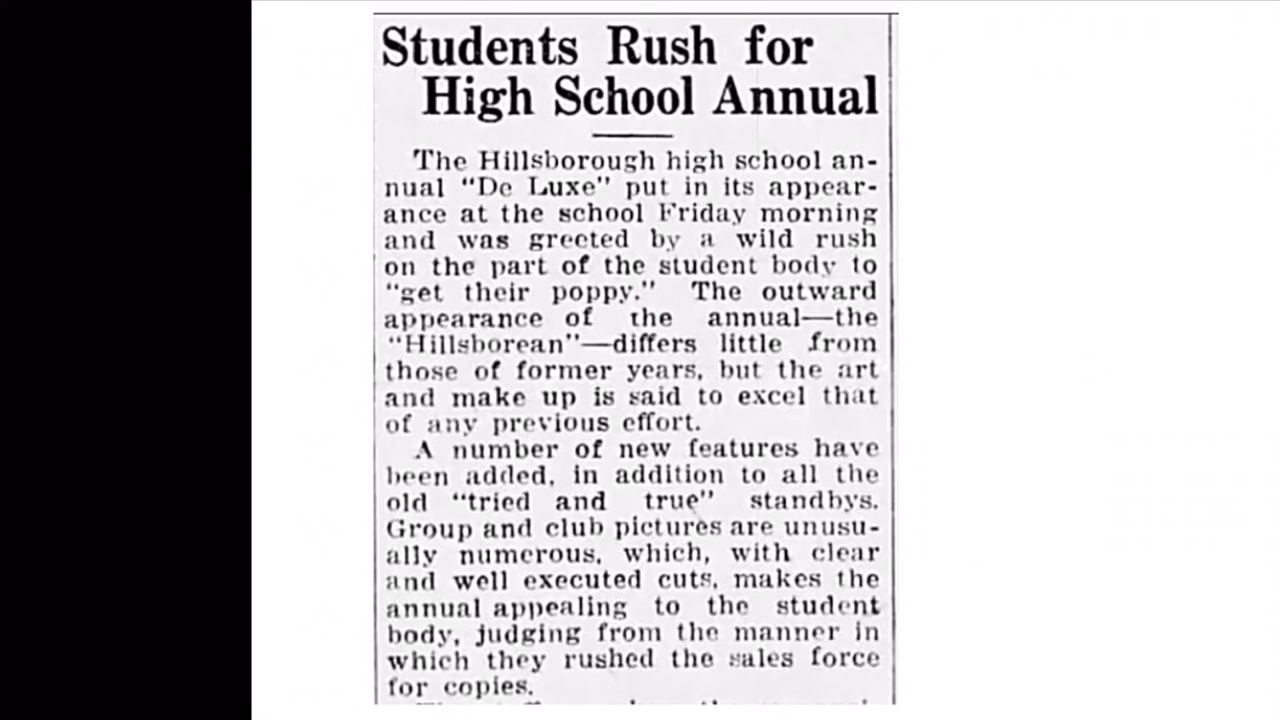 Students Rush for
High School Annual
The Hillsborough high school an-
nual "De Luxe" put in its appear-
ance at the school Friday morning
and was greeted by a wild rush
on the part of the student body to
"get their poppy." The outward
appearance of the annual—the
"Hillsborean"—differs little from
those of former years, but the art
and make up is said to excel that
of any previous effort.
A number of new features have
been added, in addition to all the
old "tried and true" standbys.
Group and club pictures are unusu-
ally numerous, which, with clear
and well executed cuts, makes the
annual appealing to the student
body, judging from the manner in
which they rushed the sales force
for copies.